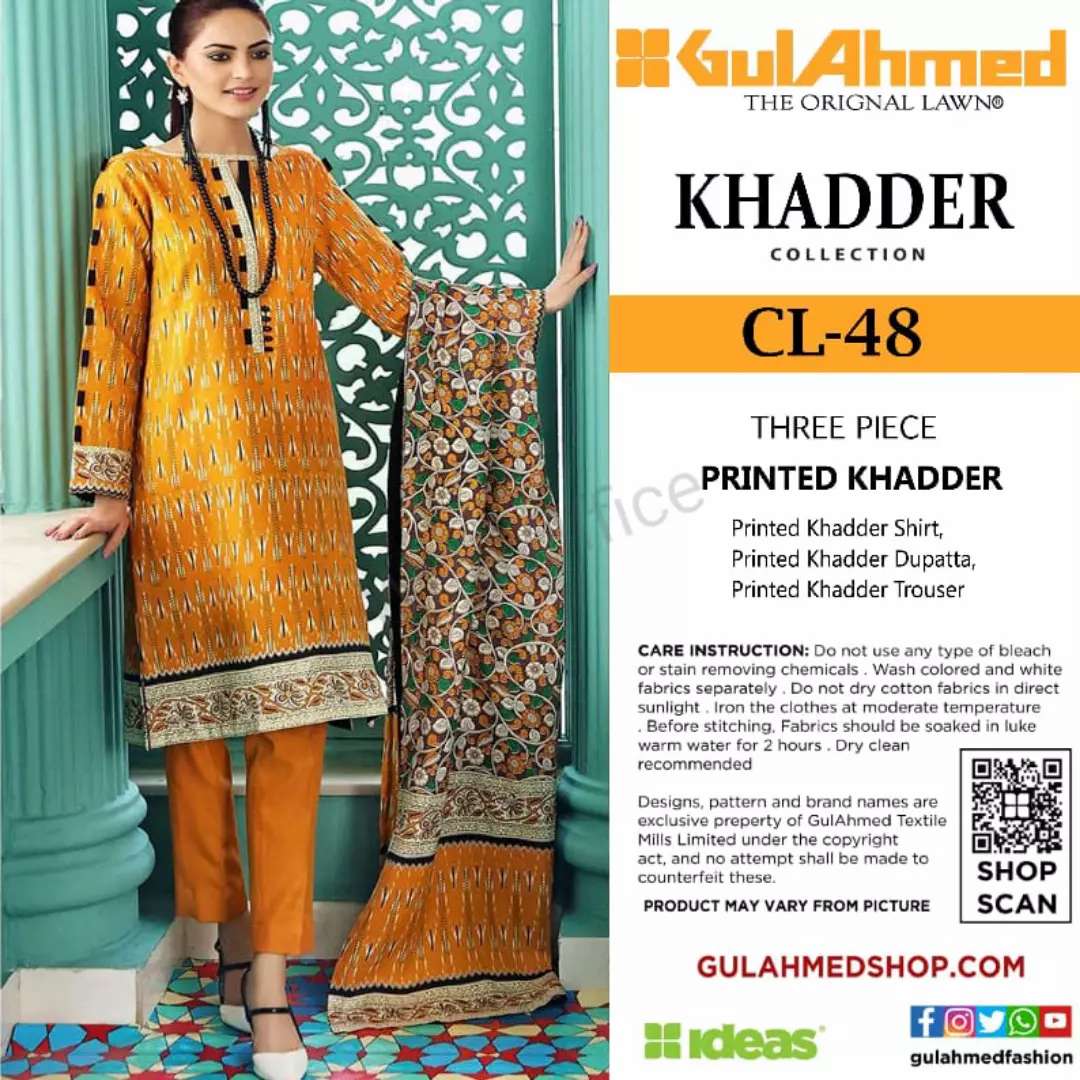 GulAhmed
THE ORIGNAL LAWN®
KHADDER
COLLECTION
CL-48
THREE PIECE
PRINTED KHADDER
Printed Khadder Shirt,
Printed Khadder Dupatta,
Printed Khadder Trouser
CARE INSTRUCTION: Do not use any type of bleach
or stain removing chemicals . Wash colored and white
fabrics separately . Do not dry cotton fabrics in direct
sunlight . Iron the clothes at moderate temperature
. Before stitching, Fabrics should be soaked in luke
warm water for 2 hours . Dry clean
recommended
Designs, pattern and brand names are
exclusive preperty of GulAhmed Textile
Mills Limited under the copyright
act, and no attempt shall be made to
counterfeit these.
PRODUCT MAY VARY FROM PICTURE
SHOP
SCAN
GULAHMEDSHOP.COM
ideas
gulahmedfashion